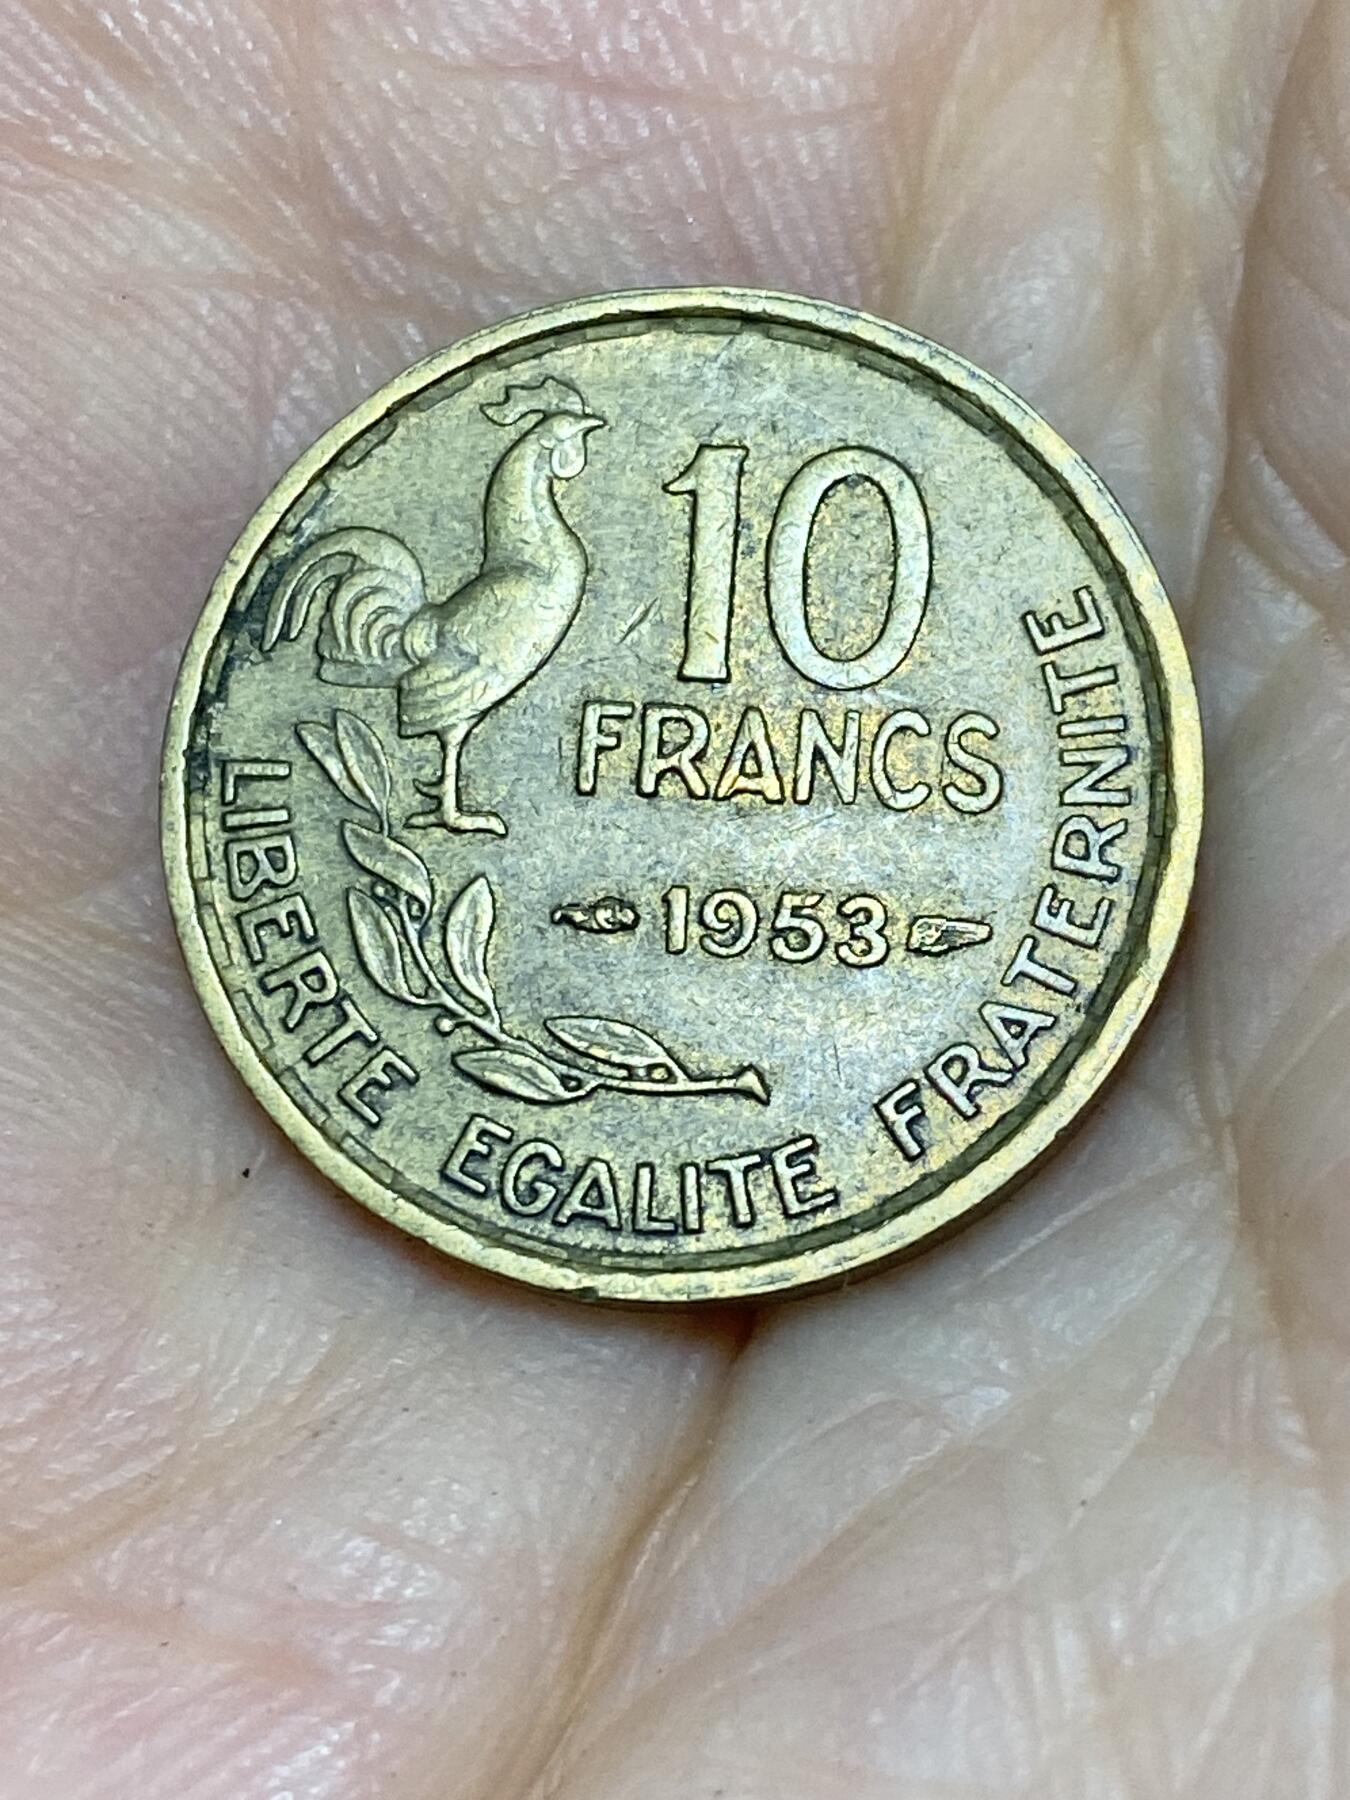 10
FRANCS
1953
LIBERTE EGALITE FRATERNITE